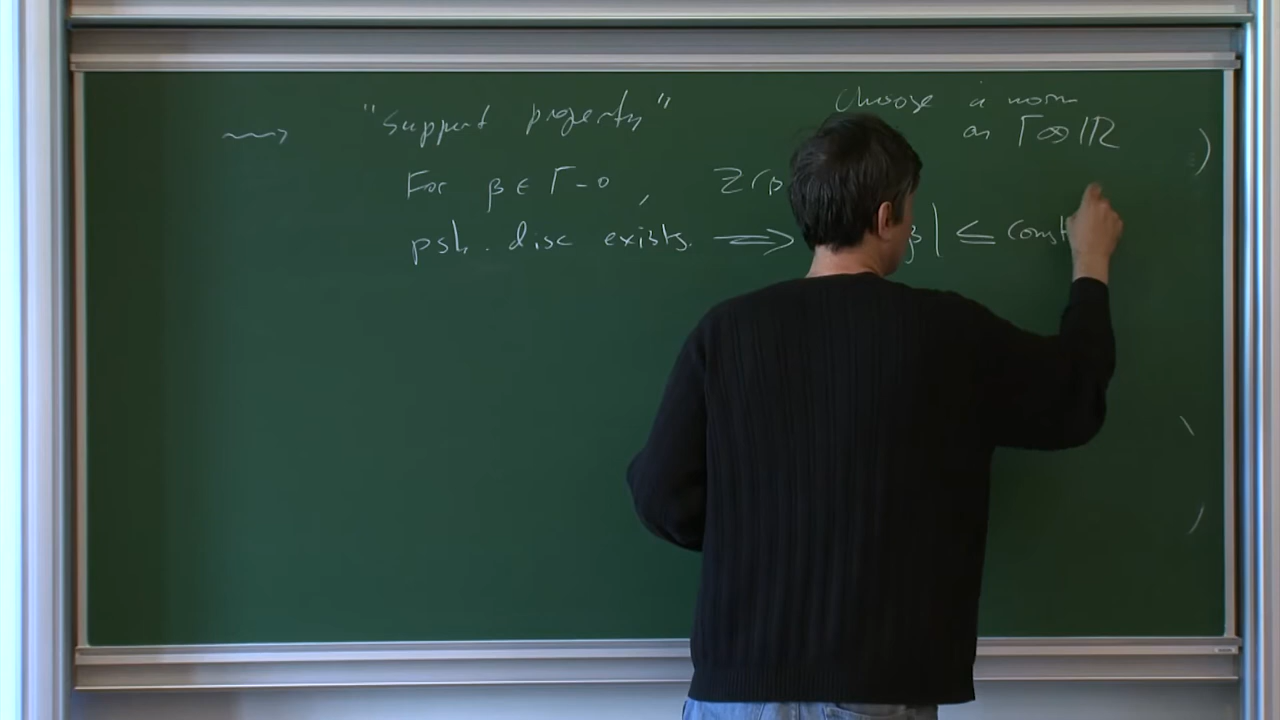 "Support property"
Choose a norm
on Γ⊗ℝ
For β ∈ Γ-0 , Z(β
psh. disc exists. ⟹ β| ≤ const